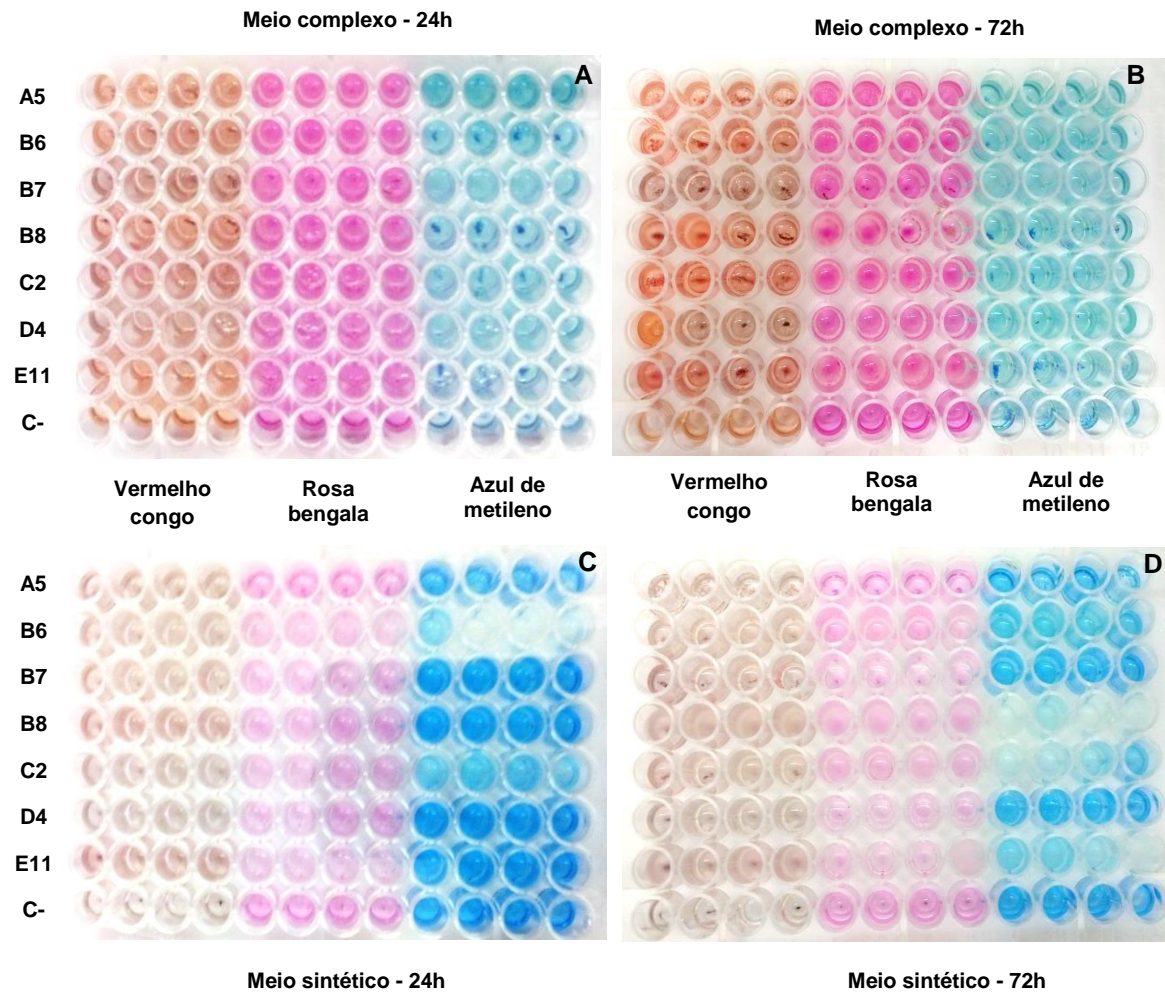 Meio complexo - 24h
Meio complexo - 72h
A
B
A5
B6
B7
B8
C2
D4
E11
C-
Vermelho
congo
Rosa
bengala
Azul de
metileno
Vermelho
congo
Rosa
bengala
Azul de
metileno
C
D
A5
B6
B7
B8
C2
D4
E11
C-
Meio sintético - 24h
Meio sintético - 72h